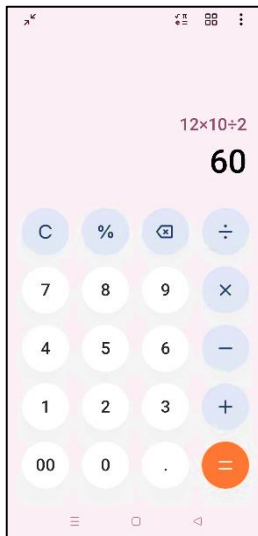 √π
e=
12×10÷2
60
C % ÷
7 8 9 ×
4 5 6 −
1 2 3 +
00 0 . =